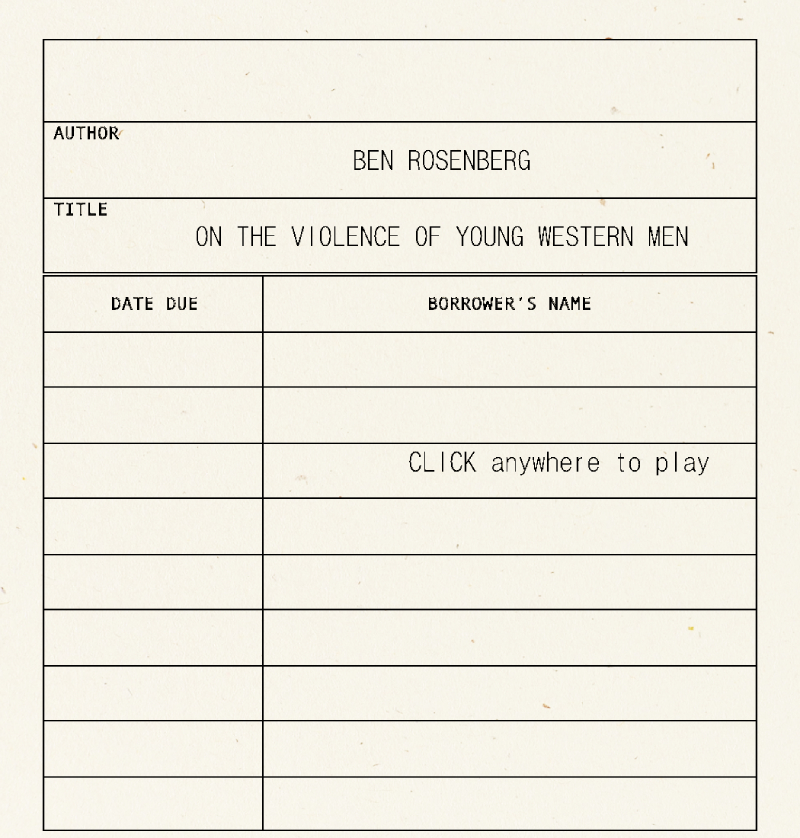 AUTHOR
BEN ROSENBERG
TITLE
ON THE VIOLENCE OF YOUNG WESTERN MEN
DATE DUE BORROWER'S NAME
CLICK anywhere to play